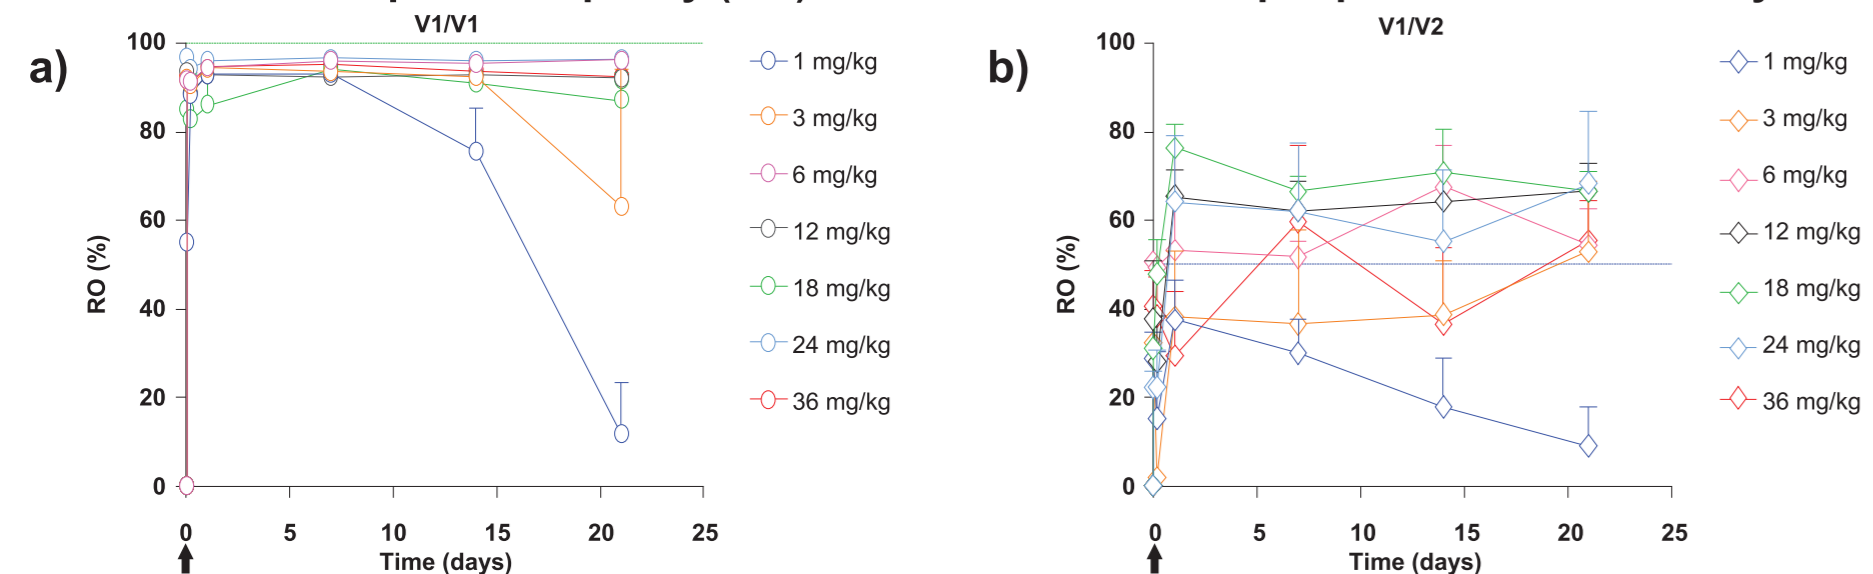 V1/V1
a)
100
80
60
40
20
0
RO (%)
0 5 10 15 20 25
Time (days)
1 mg/kg
3 mg/kg
6 mg/kg
12 mg/kg
18 mg/kg
24 mg/kg
36 mg/kg
V1/V2
b)
100
80
60
40
20
0
RO (%)
0 5 10 15 20 25
Time (days)
1 mg/kg
3 mg/kg
6 mg/kg
12 mg/kg
18 mg/kg
24 mg/kg
36 mg/kg